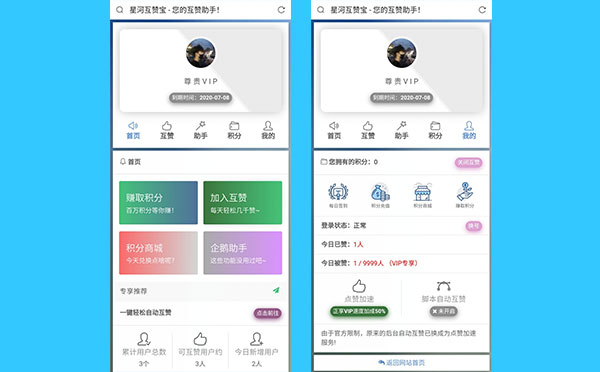 星河互赞宝 - 您的互赞助手!
尊贵VIP
到期时间：2020-07-08
首页 互赞 助手 积分 我的
首页
赚取积分
百万积分等你赚！
加入互赞
每天轻松几千赞~
积分商城
今天兑换点啥呢？
企鹅助手
这些功能没用过吧~
专享推荐
一键轻松自动互赞 点击前往
累计用户总数 可互赞用户约 今日新增用户
3个 3人 2人
星河互赞宝 - 您的互赞助手!
尊贵VIP
到期时间：2020-07-08
首页 互赞 助手 积分 我的
您拥有的积分：0 关闭互赞
每日签到 积分充值 积分商城 赚取积分
登录状态：正常 换号
今日已赞：1人
今日被赞：1 / 9999人 （VIP专享）
点赞加速 脚本自动互赞
正享VIP速度加成50% 未开启
由于官方限制，原来的后台自动互赞已换成为点赞加速
服务!
返回网站首页